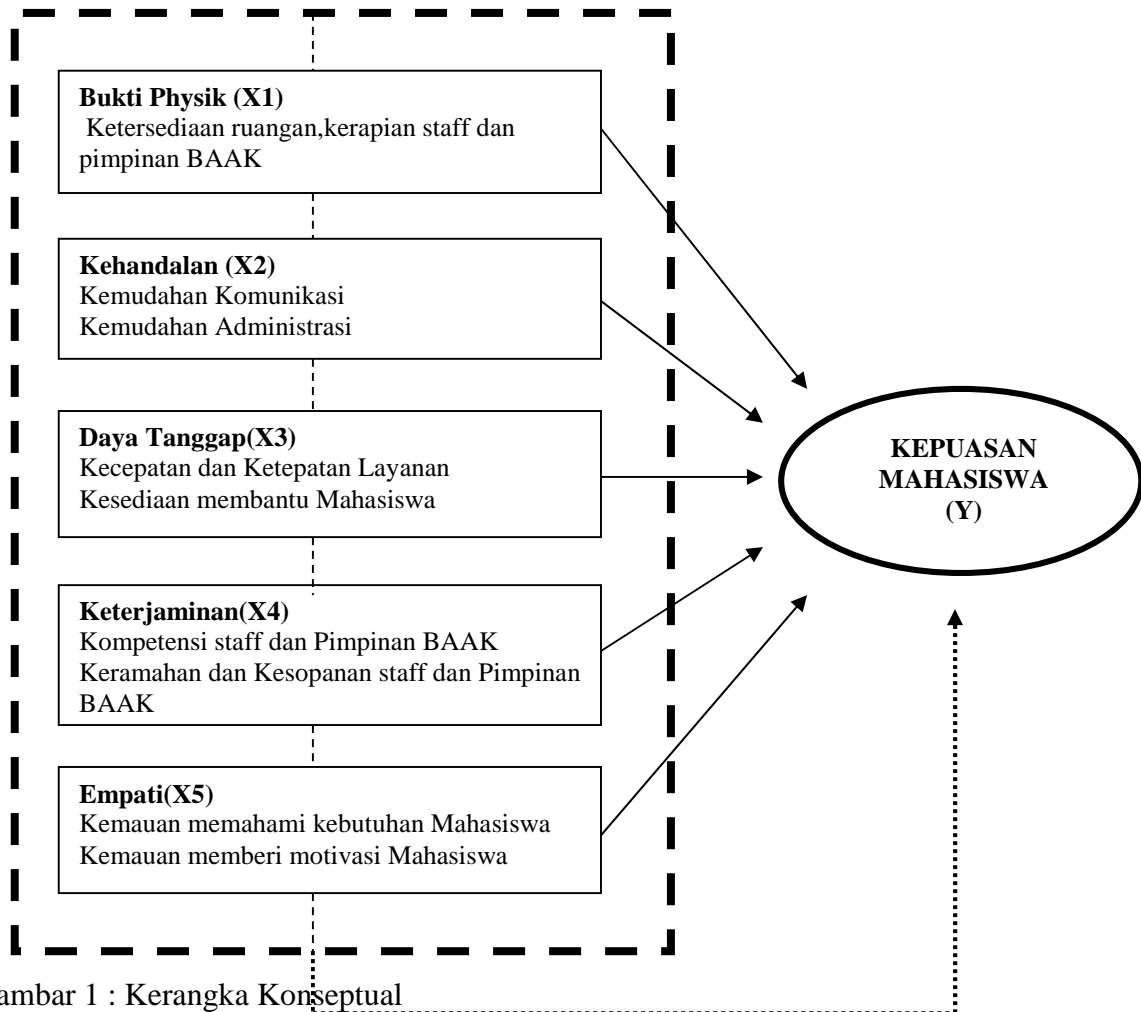 Bukti Physik (X1)
Ketersediaan ruangan,kerapian staff dan
pimpinan BAAK
Kehandalan (X2)
Kemudahan Komunikasi
Kemudahan Administrasi
Daya Tanggap(X3)
Kecepatan dan Ketepatan Layanan
Kesediaan membantu Mahasiswa
Keterjaminan(X4)
Kompetensi staff dan Pimpinan BAAK
Keramahan dan Kesopanan staff dan Pimpinan
BAAK
Empati(X5)
Kemauan memahami kebutuhan Mahasiswa
Kemauan memberi motivasi Mahasiswa
KEPUASAN
MAHASISWA
(Y)
ambar 1 : Kerangka Konseptual